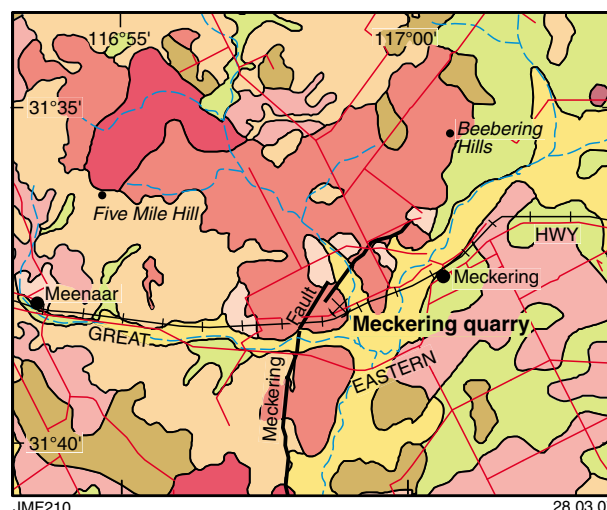 116°55'
117°00'
31°35'
Beebering
Hills
Five Mile Hill
HWY
Meckering
Meenaar
Fault
Meckering quarry
GREAT
EASTERN
Meckering
31°40'
JMF210
28.03.0